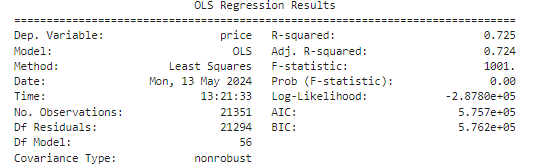 OLS Regression Results
==============================================================================
Dep. Variable: price R-squared: 0.725
Model: OLS Adj. R-squared: 0.724
Method: Least Squares F-statistic: 1001.
Date: Mon, 13 May 2024 Prob (F-statistic): 0.00
Time: 13:21:33 Log-Likelihood: -2.8780e+05
No. Observations: 21351 AIC: 5.757e+05
Df Residuals: 21294 BIC: 5.762e+05
Df Model: 56
Covariance Type: nonrobust